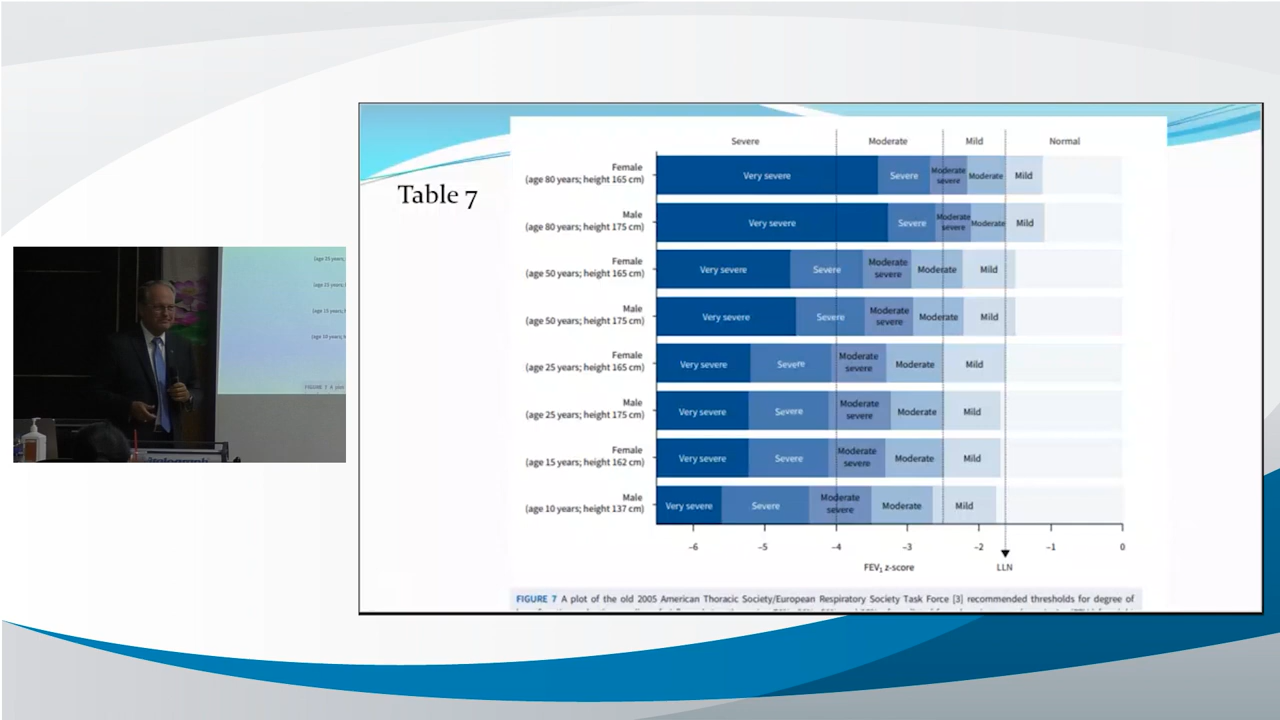 Table 7
Severe Moderate Mild Normal
Female
(age 80 years; height 165 cm)
Very severe Severe Moderate severe Moderate Mild
Male
(age 80 years; height 175 cm)
Very severe Severe Moderate severe Moderate Mild
Female
(age 50 years; height 165 cm)
Very severe Severe Moderate severe Moderate Mild
Male
(age 50 years; height 175 cm)
Very severe Severe Moderate severe Moderate Mild
Female
(age 25 years; height 165 cm)
Very severe Severe Moderate severe Moderate Mild
Male
(age 25 years; height 175 cm)
Very severe Severe Moderate severe Moderate Mild
Female
(age 15 years; height 162 cm)
Very severe Severe Moderate severe Moderate Mild
Male
(age 10 years; height 137 cm)
Very severe Severe Moderate severe Moderate Mild
–6 –5 –4 –3 –2 –1 0
FEV₁ z-score LLN
FIGURE 7 A plot of the old 2005 American Thoracic Society/European Respiratory Society Task Force [3] recommended thresholds for degree of